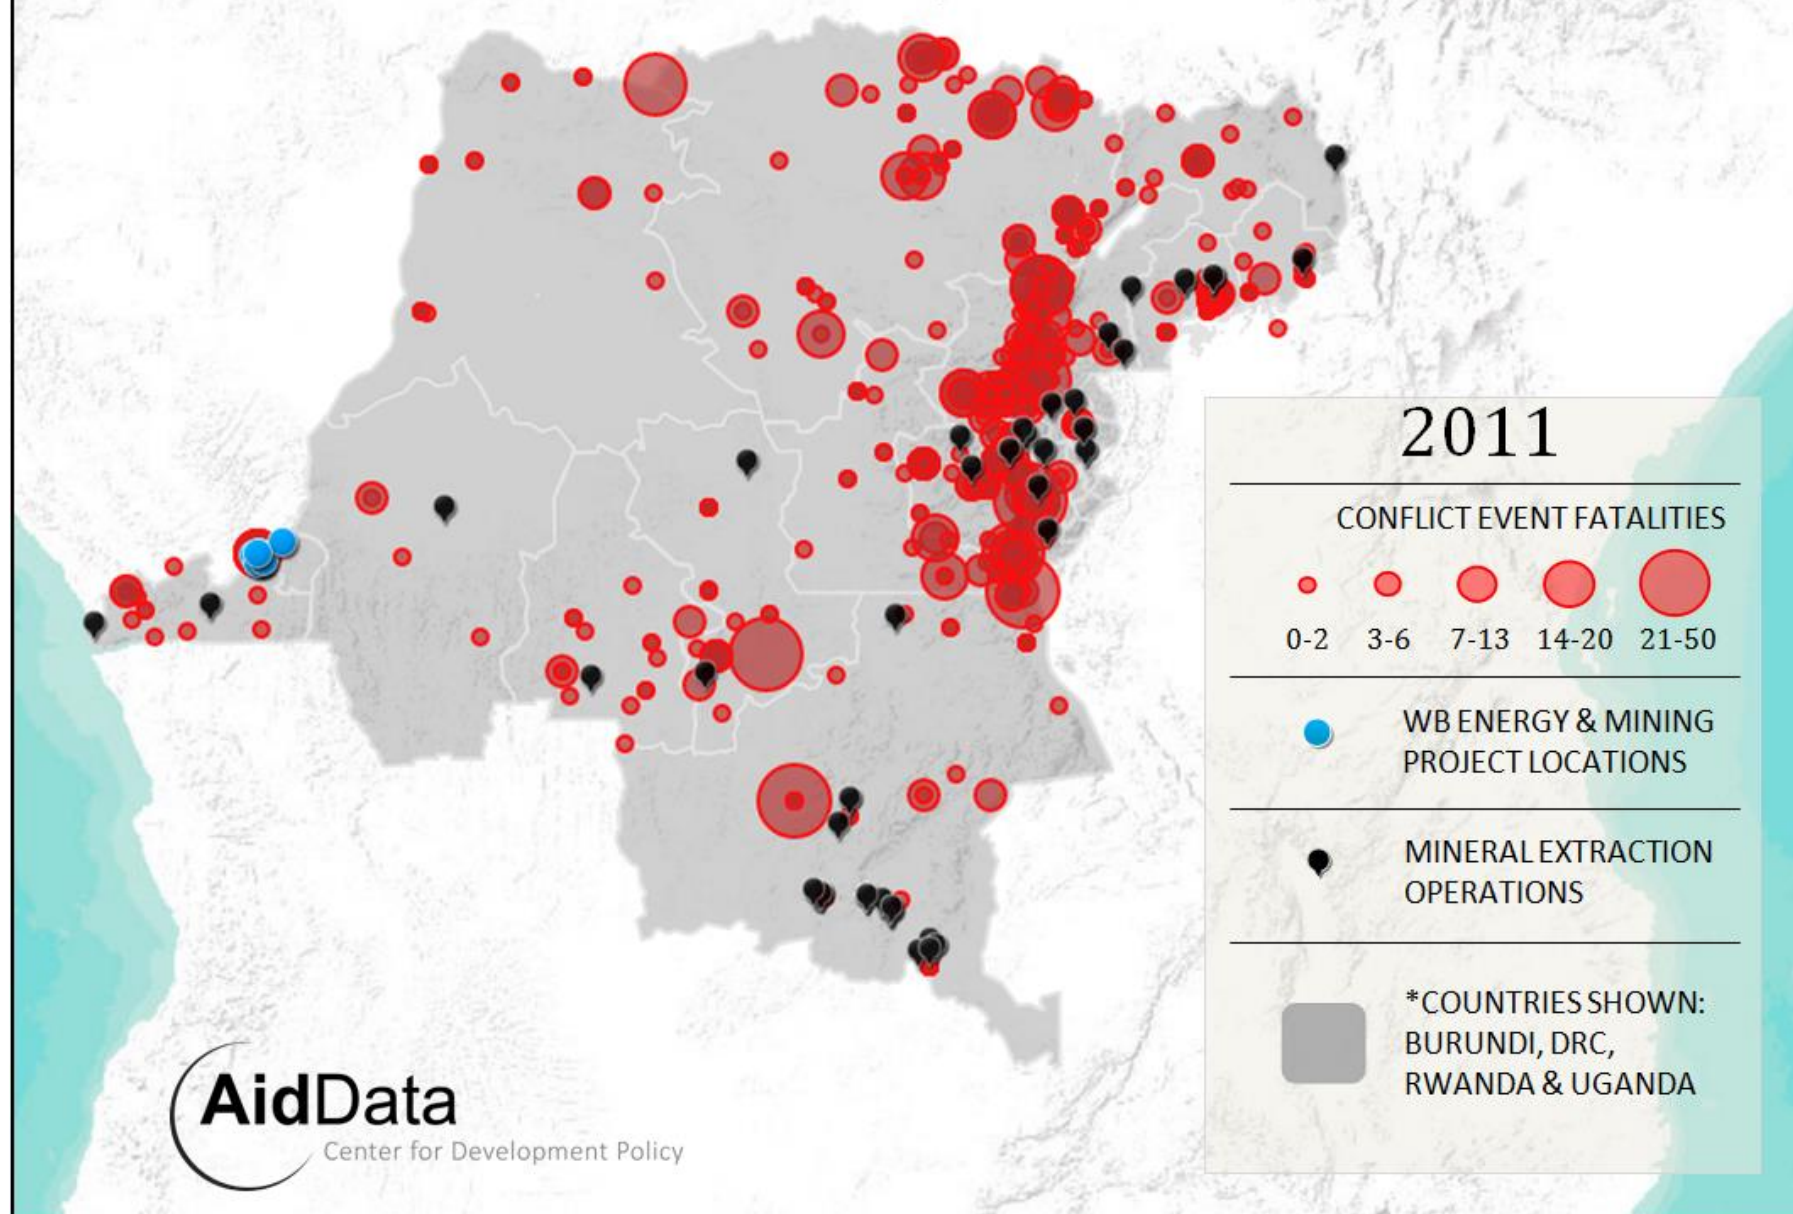 2011
CONFLICT EVENT FATALITIES
0-2 3-6 7-13 14-20 21-50
WB ENERGY & MINING
PROJECT LOCATIONS
MINERAL EXTRACTION
OPERATIONS
*COUNTRIES SHOWN:
BURUNDI, DRC,
RWANDA & UGANDA
AidData
Center for Development Policy